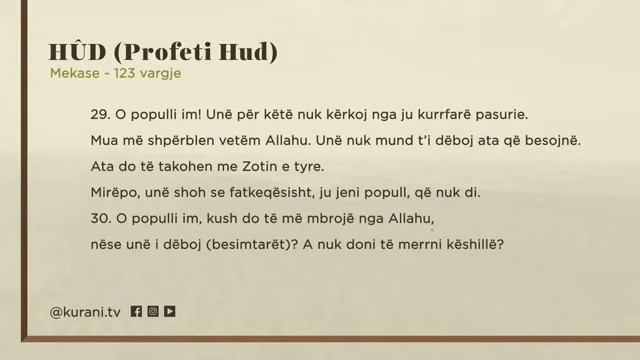 HÛD (Profeti Hud)
Mekase - 123 vargje
29. O populli im! Unë për këtë nuk kërkoj nga ju kurrfarë pasurie.
Mua më shpërblen vetëm Allahu. Unë nuk mund t'i dëboj ata që besojnë.
Ata do të takohen me Zotin e tyre.
Mirëpo, unë shoh se fatkeqësisht, ju jeni popull, që nuk di.
30. O populli im, kush do të më mbrojë nga Allahu,
nëse unë i dëboj (besimtarët)? A nuk doni të merrni këshillë?
@kurani.tv